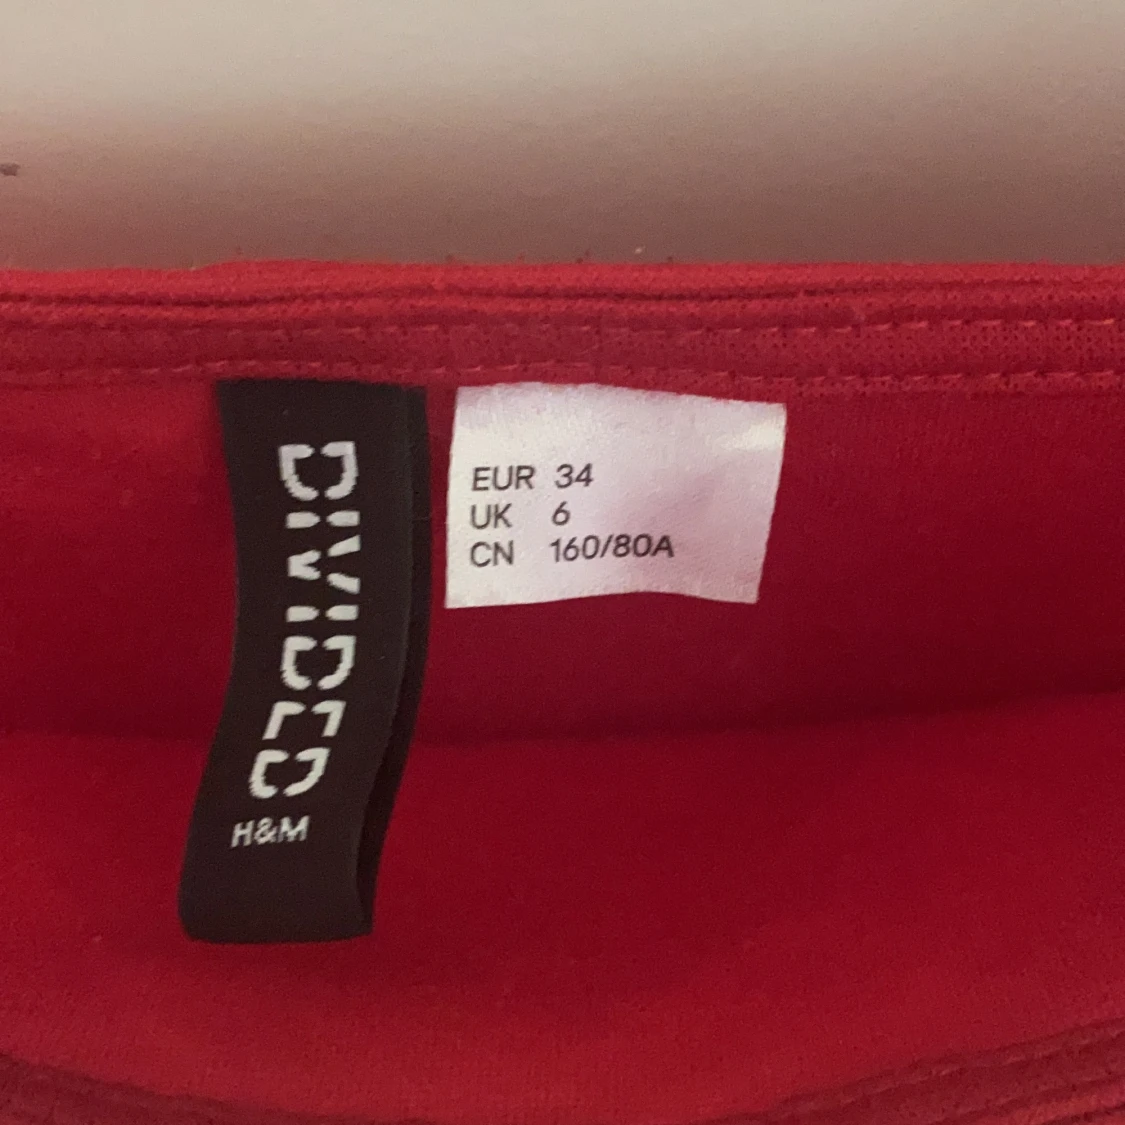 DIVIDED
H&M
EUR 34
UK 6
CN 160/80A